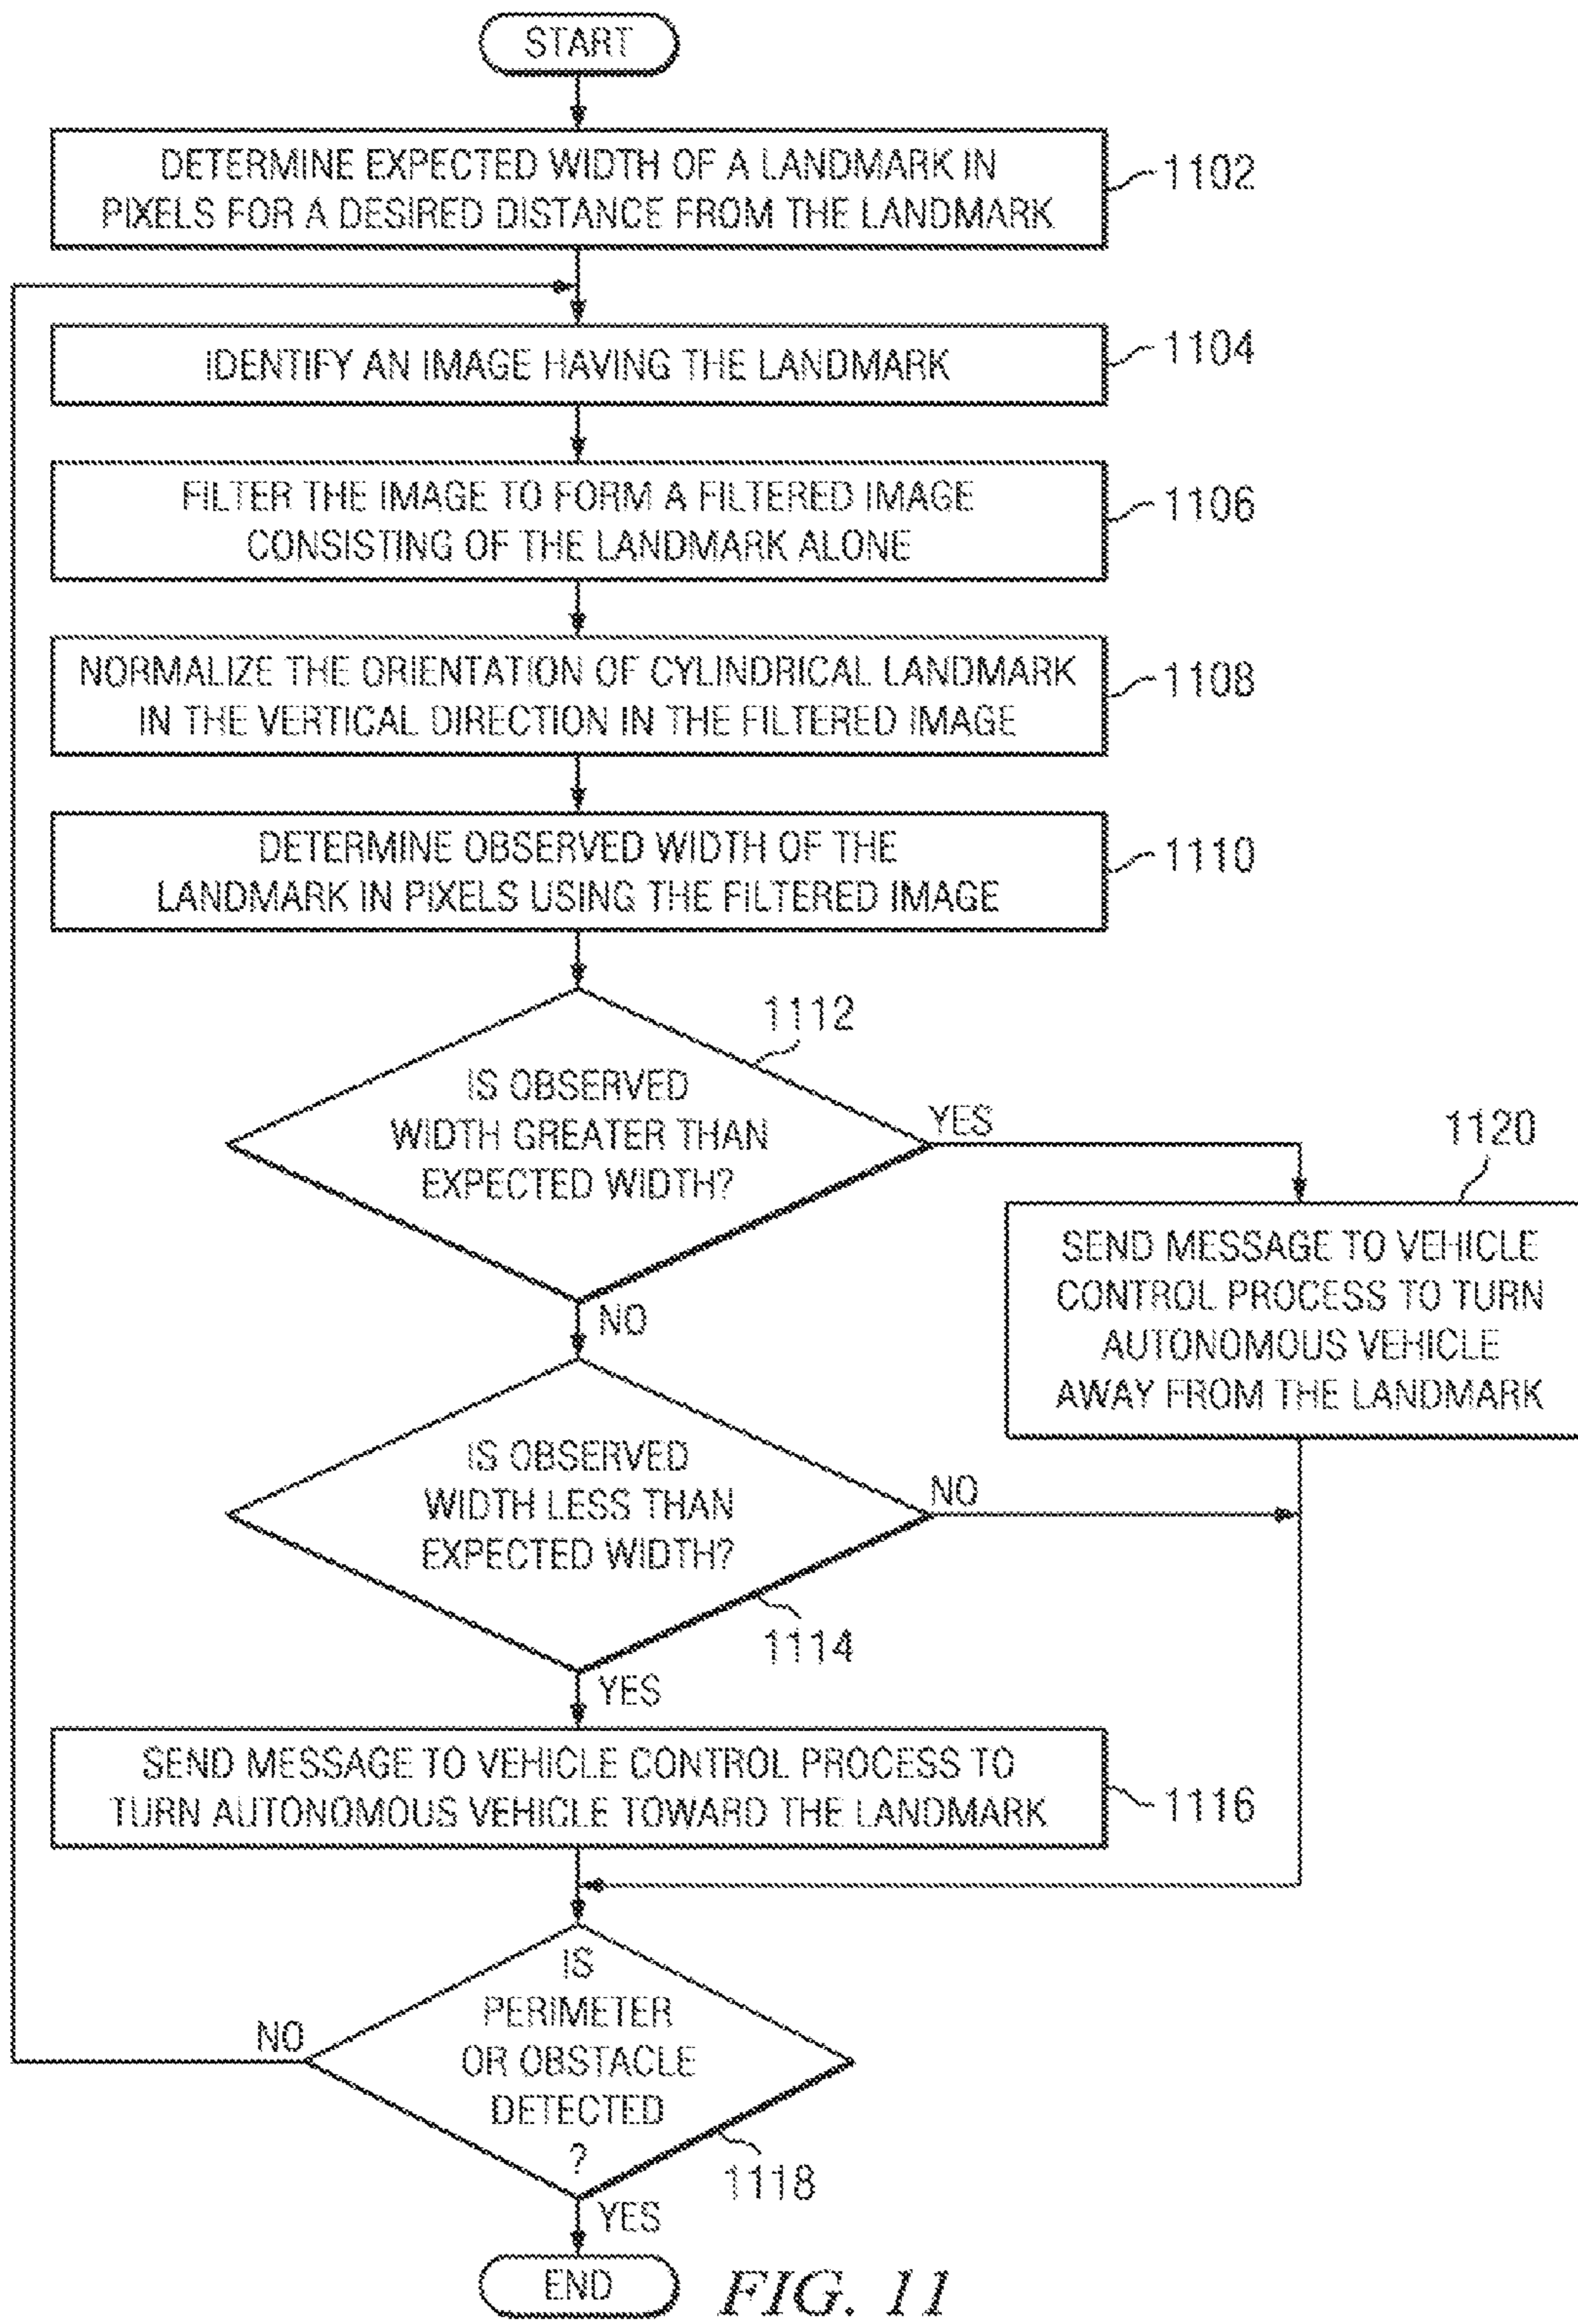 START
DETERMINE EXPECTED WIDTH OF A LANDMARK IN
PIXELS FOR A DESIRED DISTANCE FROM THE LANDMARK
1102
IDENTIFY AN IMAGE HAVING THE LANDMARK
1104
FILTER THE IMAGE TO FORM A FILTERED IMAGE
CONSISTING OF THE LANDMARK ALONE
1106
NORMALIZE THE ORIENTATION OF CYLINDRICAL LANDMARK
IN THE VERTICAL DIRECTION IN THE FILTERED IMAGE
1108
DETERMINE OBSERVED WIDTH OF THE
LANDMARK IN PIXELS USING THE FILTERED IMAGE
1110
1112
IS OBSERVED
WIDTH GREATER THAN
EXPECTED WIDTH?
YES
NO
1120
SEND MESSAGE TO VEHICLE
CONTROL PROCESS TO TURN
AUTONOMOUS VEHICLE
AWAY FROM THE LANDMARK
IS OBSERVED
WIDTH LESS THAN
EXPECTED WIDTH?
NO
1114
YES
SEND MESSAGE TO VEHICLE CONTROL PROCESS TO
TURN AUTONOMOUS VEHICLE TOWARD THE LANDMARK
1116
IS
PERIMETER
OR OBSTACLE
DETECTED
?
NO
1118
YES
END
FIG. 11